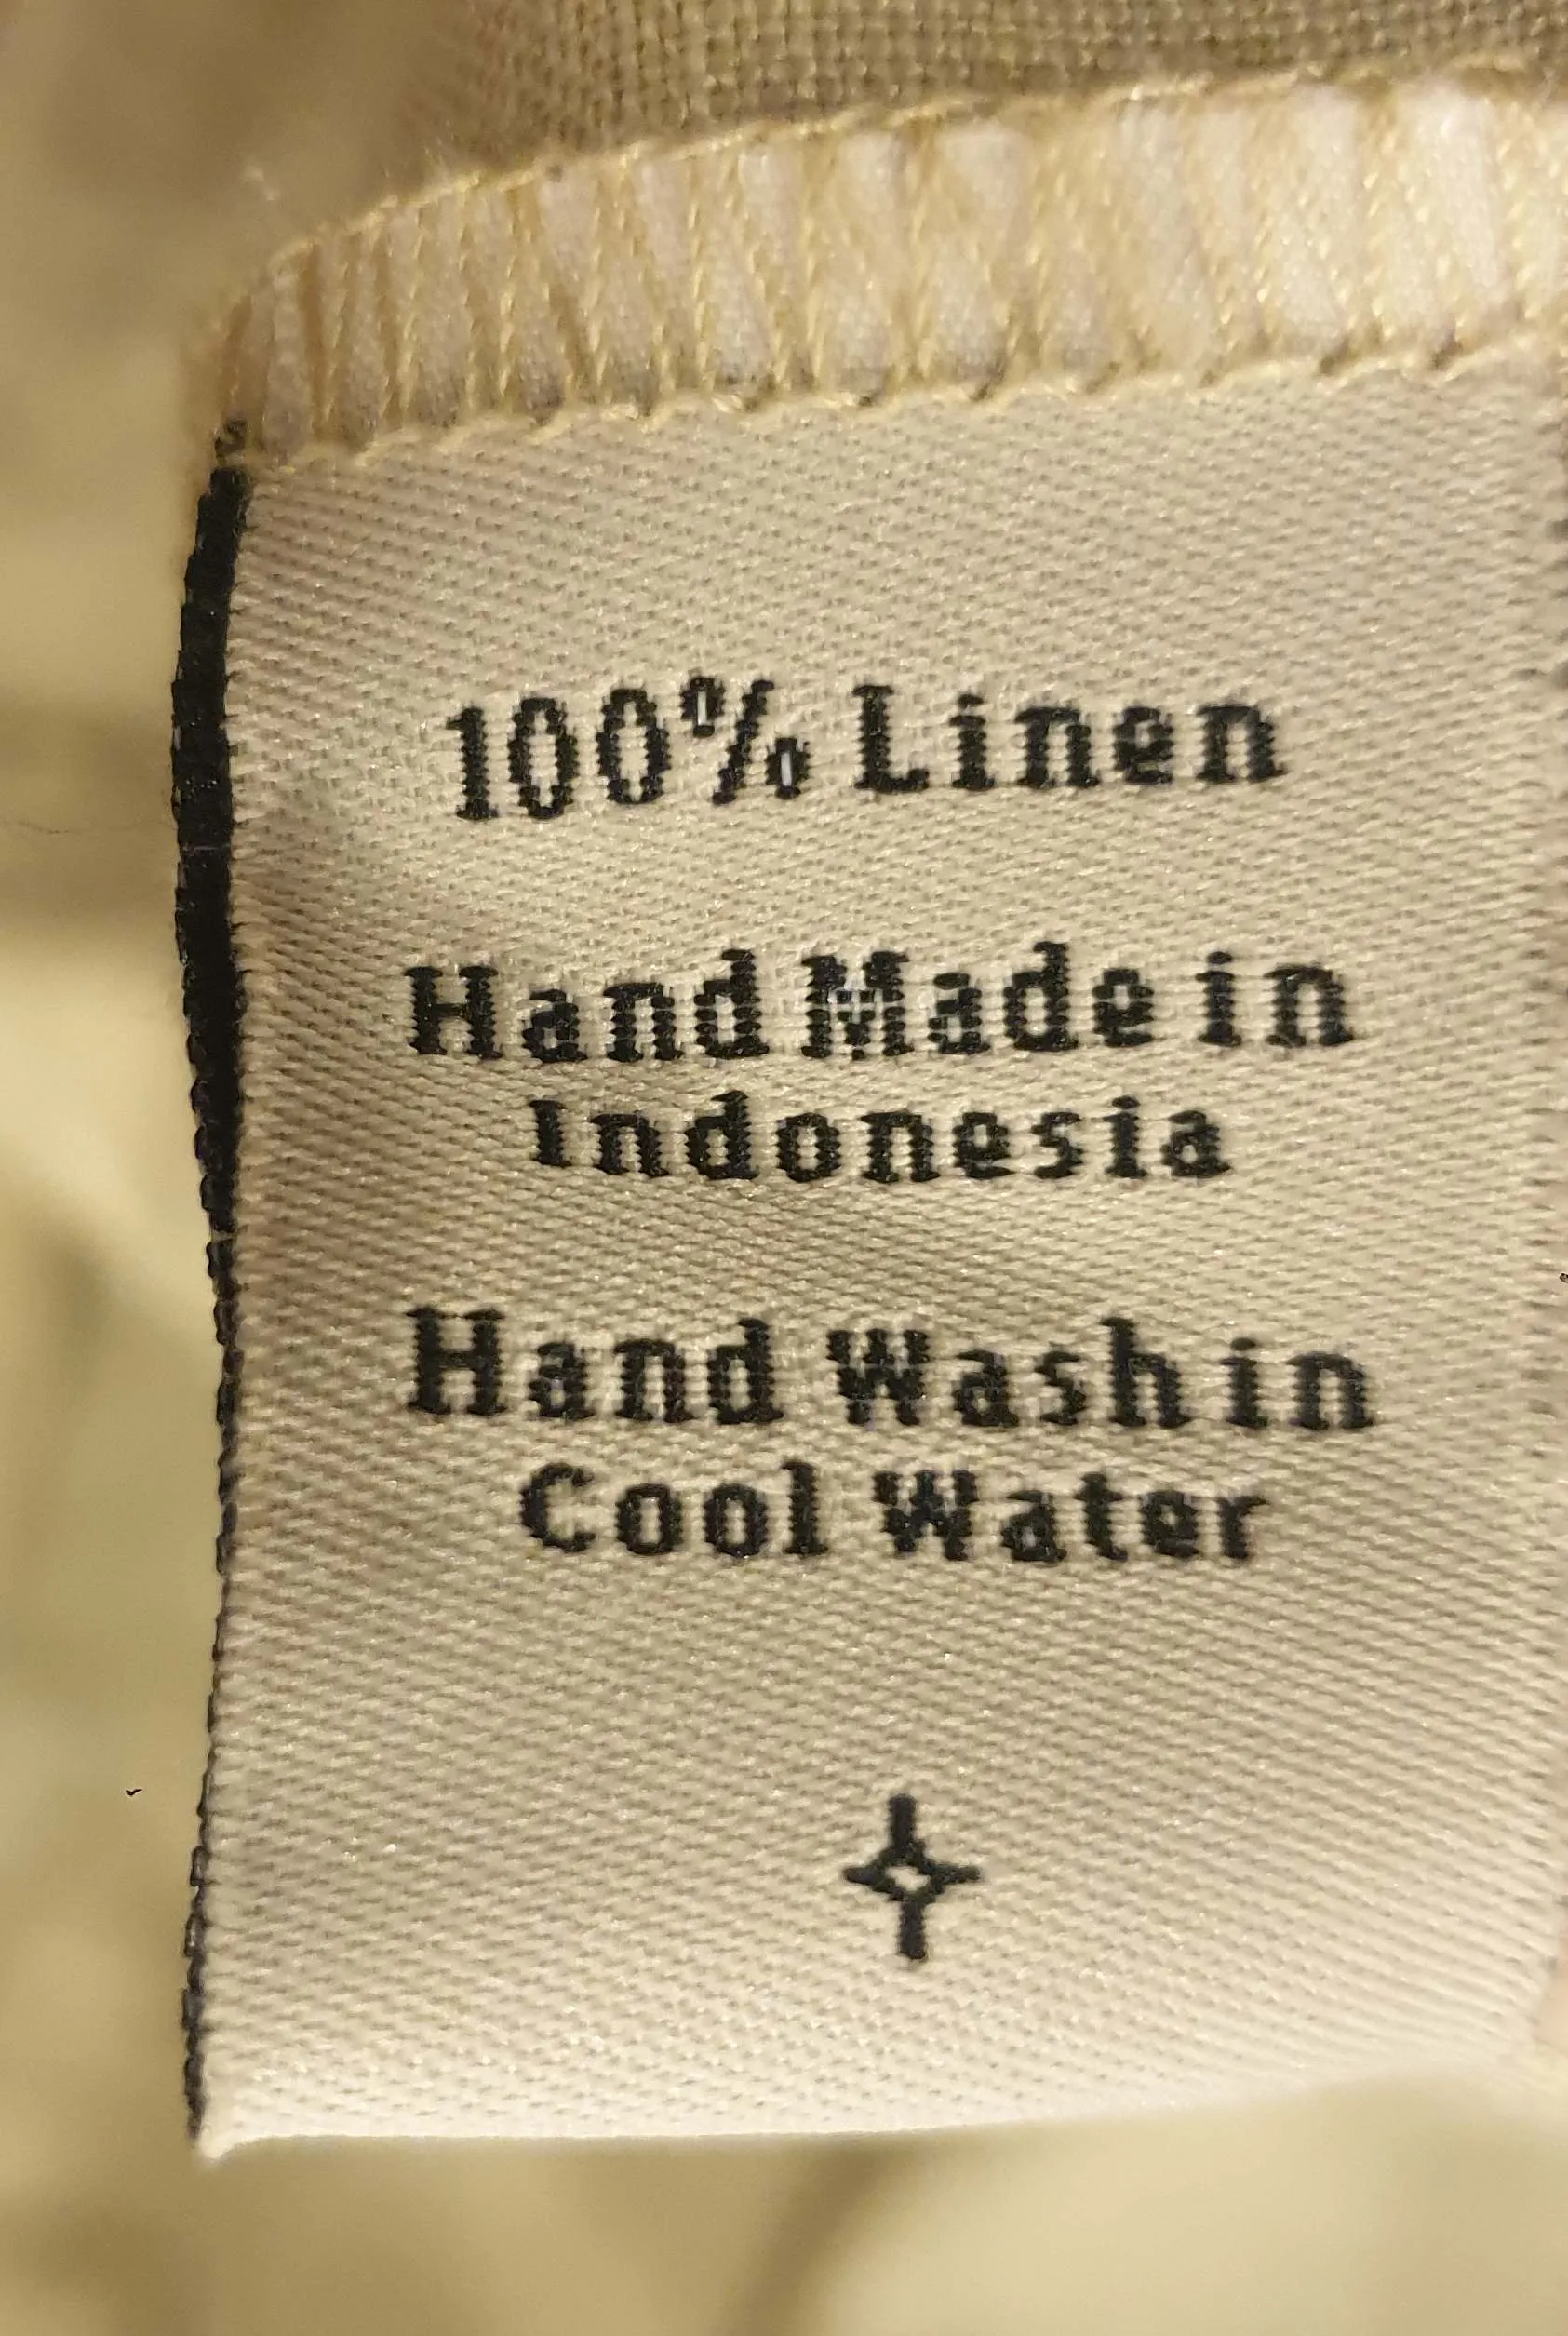 100% Linen
Hand Made in
Indonesia
Hand Wash in
Cool Water